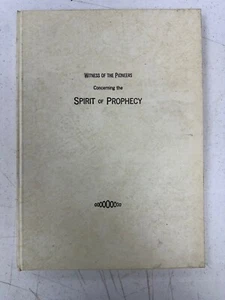 WITNESS OF THE PIONEERS
Concerning the
SPIRIT OF PROPHECY